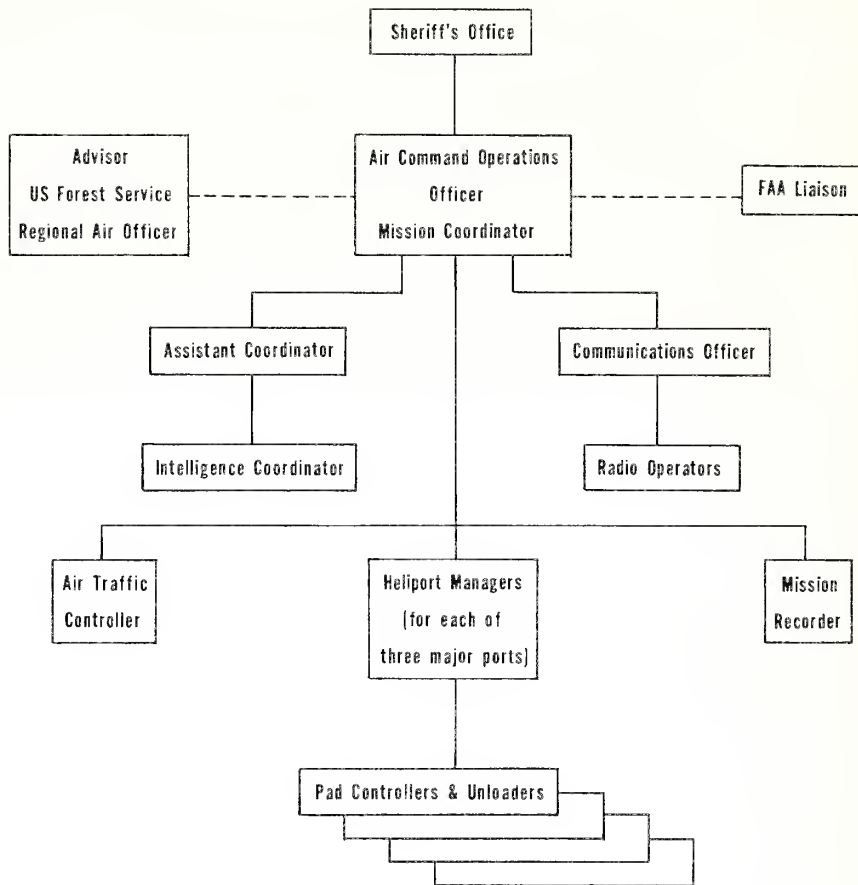 Sheriff's Office
Advisor
US Forest Service
Regional Air Officer
Air Command Operations
Officer
Mission Coordinator
FAA Liaison
Assistant Coordinator
Communications Officer
Intelligence Coordinator
Radio Operators
Air Traffic
Controller
Heliport Managers
(for each of
three major ports)
Mission
Recorder
Pad Controllers & Unloaders